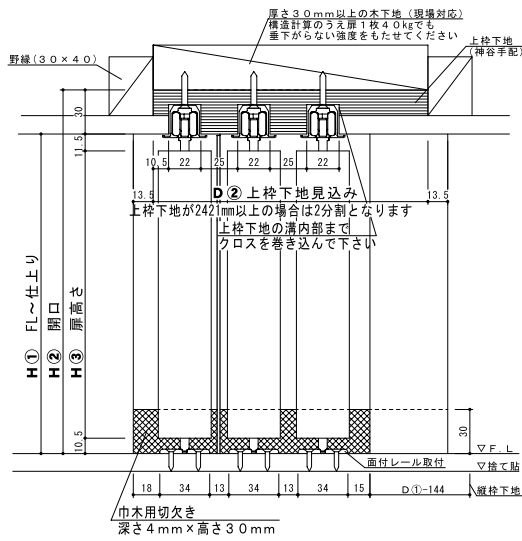 厚さ30mm以上の木下地（現場対応）
構造計算のうえ扉1枚40kgでも
垂下がらない強度をもたせてください
上枠下地
(神谷手配)
野縁(30×40)
30
11.5
10.5
22
25
22
25
22
13.5
D② 上枠下地見込み
13.5
上枠下地が2421mm以上の場合は2分割となります
上枠下地の溝内部まで
クロスを巻き込んで下さい
H① FL～仕上り
H② 開口
H③ 扉高さ
10.5
30
▽F.L
面付レール取付
▽捨て貼
18
34
13
34
13
34
15
D①-144
縦枠下地
巾木用切欠き
深さ4mm×高さ30mm